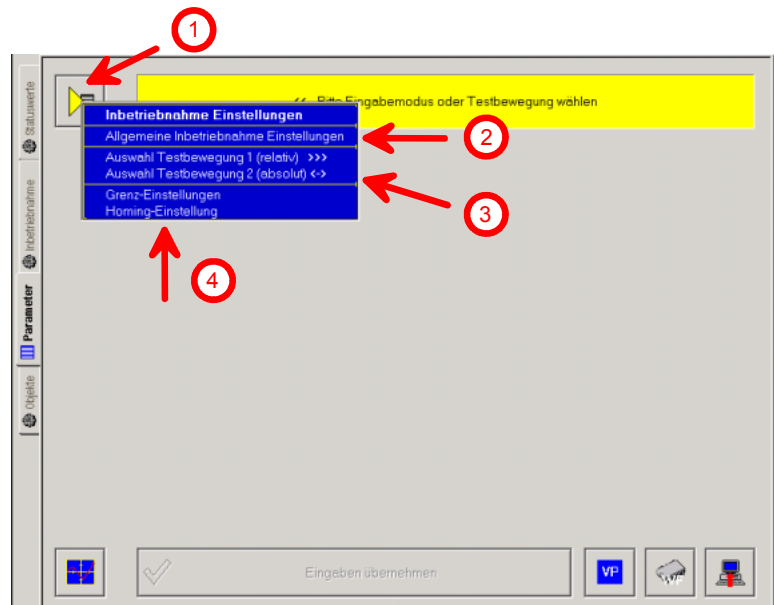 1
<< Bitte Eingabemodus oder Testbewegung wählen
Inbetriebnahme Einstellungen
Allgemeine Inbetriebnahme Einstellungen
2
Auswahl Testbewegung 1 (relativ) >>>
Auswahl Testbewegung 2 (absolut) <->
3
Grenz-Einstellungen
Homing-Einstellung
4
Statuswerte
Inbetriebnahme
Parameter
Objekte
Eingaben übernehmen
VP